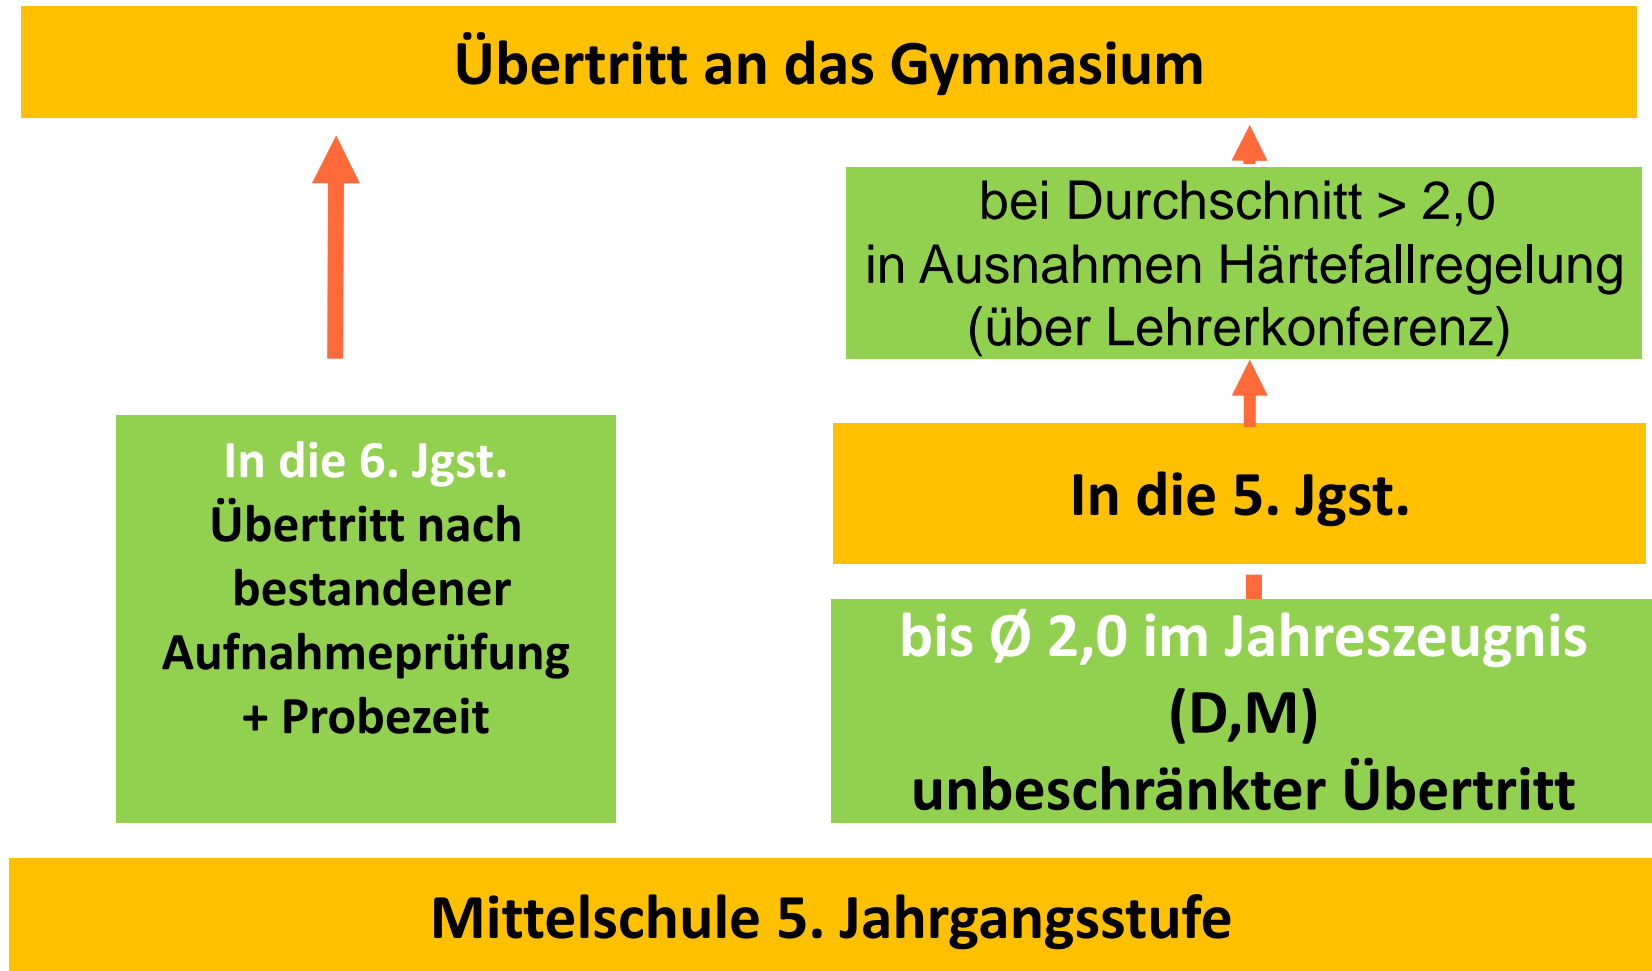 Übertritt an das Gymnasium
bei Durchschnitt > 2,0
in Ausnahmen Härtefallregelung
(über Lehrerkonferenz)
In die 6. Jgst.
Übertritt nach
bestandener
Aufnahmeprüfung
+ Probezeit
In die 5. Jgst.
bis Ø 2,0 im Jahreszeugnis
(D,M)
unbeschränkter Übertritt
Mittelschule 5. Jahrgangsstufe